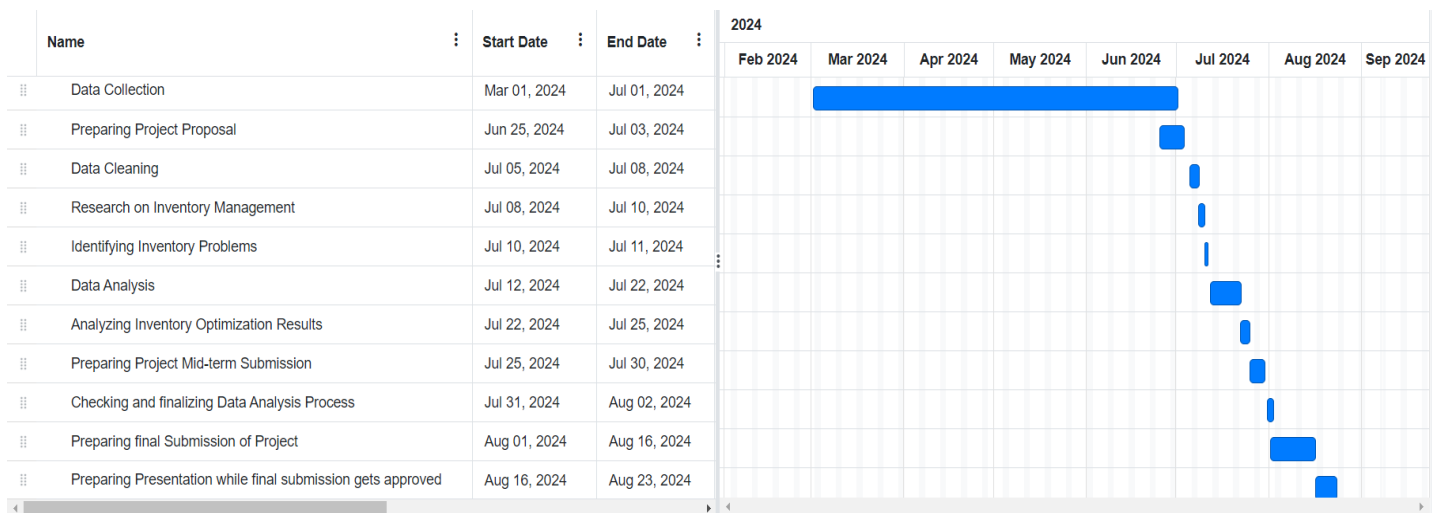 2024
Name Start Date End Date
Feb 2024 Mar 2024 Apr 2024 May 2024 Jun 2024 Jul 2024 Aug 2024 Sep 2024
Data Collection Mar 01, 2024 Jul 01, 2024
Preparing Project Proposal Jun 25, 2024 Jul 03, 2024
Data Cleaning Jul 05, 2024 Jul 08, 2024
Research on Inventory Management Jul 08, 2024 Jul 10, 2024
Identifying Inventory Problems Jul 10, 2024 Jul 11, 2024
Data Analysis Jul 12, 2024 Jul 22, 2024
Analyzing Inventory Optimization Results Jul 22, 2024 Jul 25, 2024
Preparing Project Mid-term Submission Jul 25, 2024 Jul 30, 2024
Checking and finalizing Data Analysis Process Jul 31, 2024 Aug 02, 2024
Preparing final Submission of Project Aug 01, 2024 Aug 16, 2024
Preparing Presentation while final submission gets approved Aug 16, 2024 Aug 23, 2024